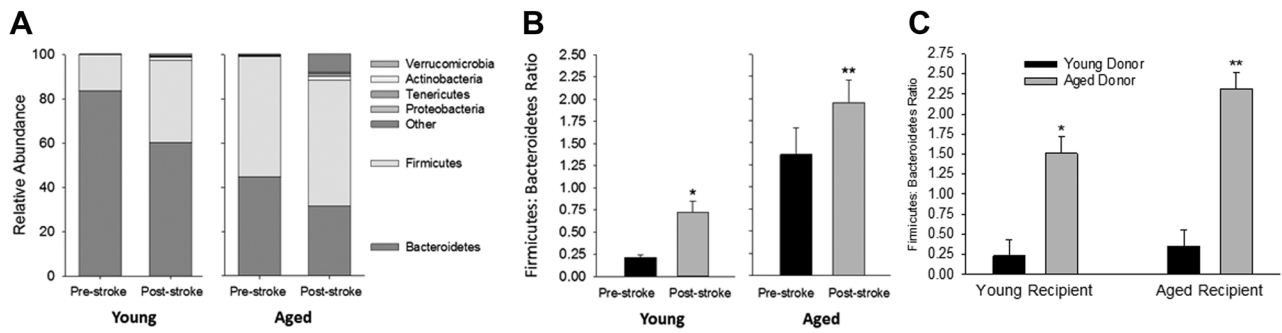 A
Relative Abundance
100
80
60
40
20
0
Pre-stroke Post-stroke Pre-stroke Post-stroke
Young Aged
Verrucomicrobia
Actinobacteria
Tenericutes
Proteobacteria
Other
Firmicutes
Bacteroidetes
B
Firmicutes: Bacteroidetes Ratio
2.50
2.25
2.00
1.75
1.50
1.25
1.00
0.75
0.50
0.25
0.00
*
**
Pre-stroke Post-stroke Pre-stroke Post-stroke
Young Aged
C
Firmicutes: Bacteroidetes Ratio
2.75
2.50
2.25
2.00
1.75
1.50
1.25
1.00
0.75
0.50
0.25
0.00
Young Donor
Aged Donor
*
**
Young Recipient Aged Recipient